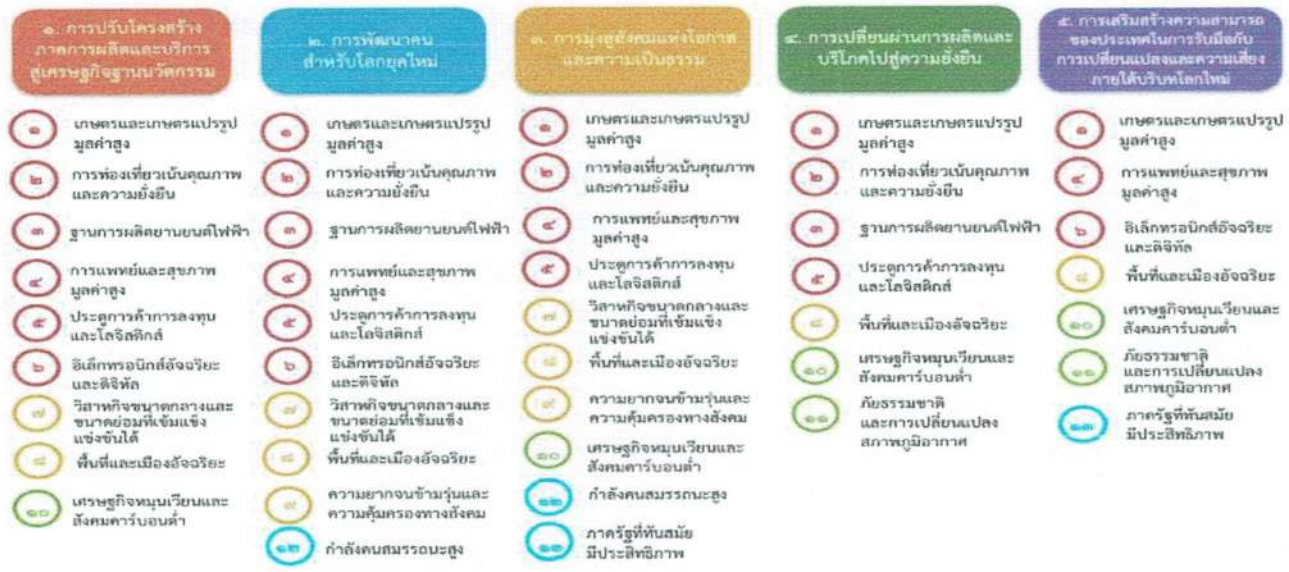 ๑. การปรับโครงสร้าง
ภาคการผลิตและบริการ
สู่เศรษฐกิจฐานนวัตกรรม
๑
เกษตรและเกษตรแปรรูป
มูลค่าสูง
๒
การท่องเที่ยวเน้นคุณภาพ
และความยั่งยืน
๓
ฐานการผลิตยานยนต์ไฟฟ้า
๔
การแพทย์และสุขภาพ
มูลค่าสูง
๕
ประตูการค้าการลงทุน
และโลจิสติกส์
๖
อิเล็กทรอนิกส์อัจฉริยะ
และดิจิทัล
๗
วิสาหกิจขนาดกลางและ
ขนาดย่อมที่เข้มแข็ง
แข่งขันได้
๘
พื้นที่และเมืองอัจฉริยะ
๑๐
เศรษฐกิจหมุนเวียนและ
สังคมคาร์บอนต่ำ
๒. การพัฒนาคน
สำหรับโลกยุคใหม่
๑
เกษตรและเกษตรแปรรูป
มูลค่าสูง
๒
การท่องเที่ยวเน้นคุณภาพ
และความยั่งยืน
๓
ฐานการผลิตยานยนต์ไฟฟ้า
๔
การแพทย์และสุขภาพ
มูลค่าสูง
๕
ประตูการค้าการลงทุน
และโลจิสติกส์
๖
อิเล็กทรอนิกส์อัจฉริยะ
และดิจิทัล
๗
วิสาหกิจขนาดกลางและ
ขนาดย่อมที่เข้มแข็ง
แข่งขันได้
๘
พื้นที่และเมืองอัจฉริยะ
๙
ความยากจนข้ามรุ่นและ
ความคุ้มครองทางสังคม
๑๒
กำลังคนสมรรถนะสูง
๓. การมุ่งสู่สังคมแห่งโอกาส
และความเป็นธรรม
๑
เกษตรและเกษตรแปรรูป
มูลค่าสูง
๒
การท่องเที่ยวเน้นคุณภาพ
และความยั่งยืน
๔
การแพทย์และสุขภาพ
มูลค่าสูง
๕
ประตูการค้าการลงทุน
และโลจิสติกส์
๗
วิสาหกิจขนาดกลางและ
ขนาดย่อมที่เข้มแข็ง
แข่งขันได้
๘
พื้นที่และเมืองอัจฉริยะ
๙
ความยากจนข้ามรุ่นและ
ความคุ้มครองทางสังคม
๑๐
เศรษฐกิจหมุนเวียนและ
สังคมคาร์บอนต่ำ
๑๒
กำลังคนสมรรถนะสูง
๑๓
ภาครัฐที่ทันสมัย
มีประสิทธิภาพ
๔. การเปลี่ยนผ่านการผลิตและ
บริโภคไปสู่ความยั่งยืน
๑
เกษตรและเกษตรแปรรูป
มูลค่าสูง
๒
การท่องเที่ยวเน้นคุณภาพ
และความยั่งยืน
๓
ฐานการผลิตยานยนต์ไฟฟ้า
๕
ประตูการค้าการลงทุน
และโลจิสติกส์
๘
พื้นที่และเมืองอัจฉริยะ
๑๐
เศรษฐกิจหมุนเวียนและ
สังคมคาร์บอนต่ำ
๑๑
ภัยธรรมชาติ
และการเปลี่ยนแปลง
สภาพภูมิอากาศ
๕. การเสริมสร้างความสามารถ
ของประเทศในการรับมือกับ
การเปลี่ยนแปลงและความเสี่ยง
ภายใต้บริบทโลกใหม่
๑
เกษตรและเกษตรแปรรูป
มูลค่าสูง
๔
การแพทย์และสุขภาพ
มูลค่าสูง
๖
อิเล็กทรอนิกส์อัจฉริยะ
และดิจิทัล
๘
พื้นที่และเมืองอัจฉริยะ
๑๐
เศรษฐกิจหมุนเวียนและ
สังคมคาร์บอนต่ำ
๑๑
ภัยธรรมชาติ
และการเปลี่ยนแปลง
สภาพภูมิอากาศ
๑๓
ภาครัฐที่ทันสมัย
มีประสิทธิภาพ